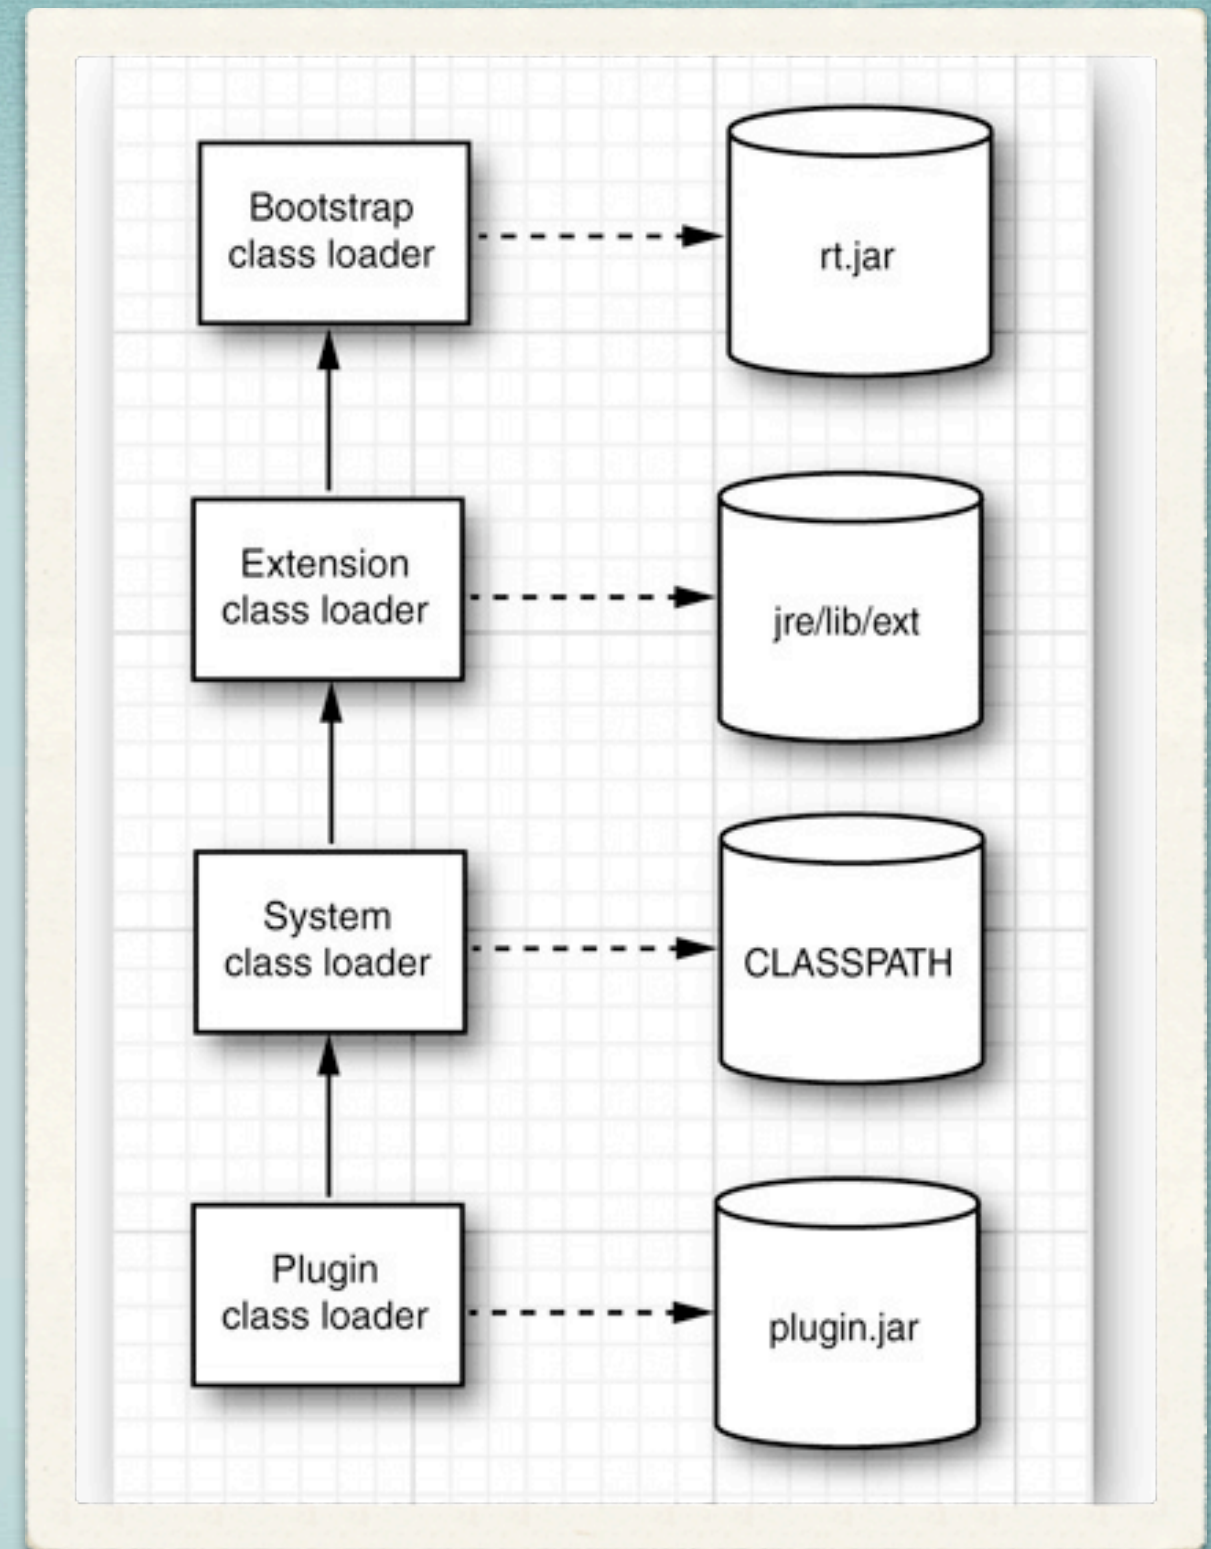 Bootstrap
class loader
rt.jar
Extension
class loader
jre/lib/ext
System
class loader
CLASSPATH
Plugin
class loader
plugin.jar